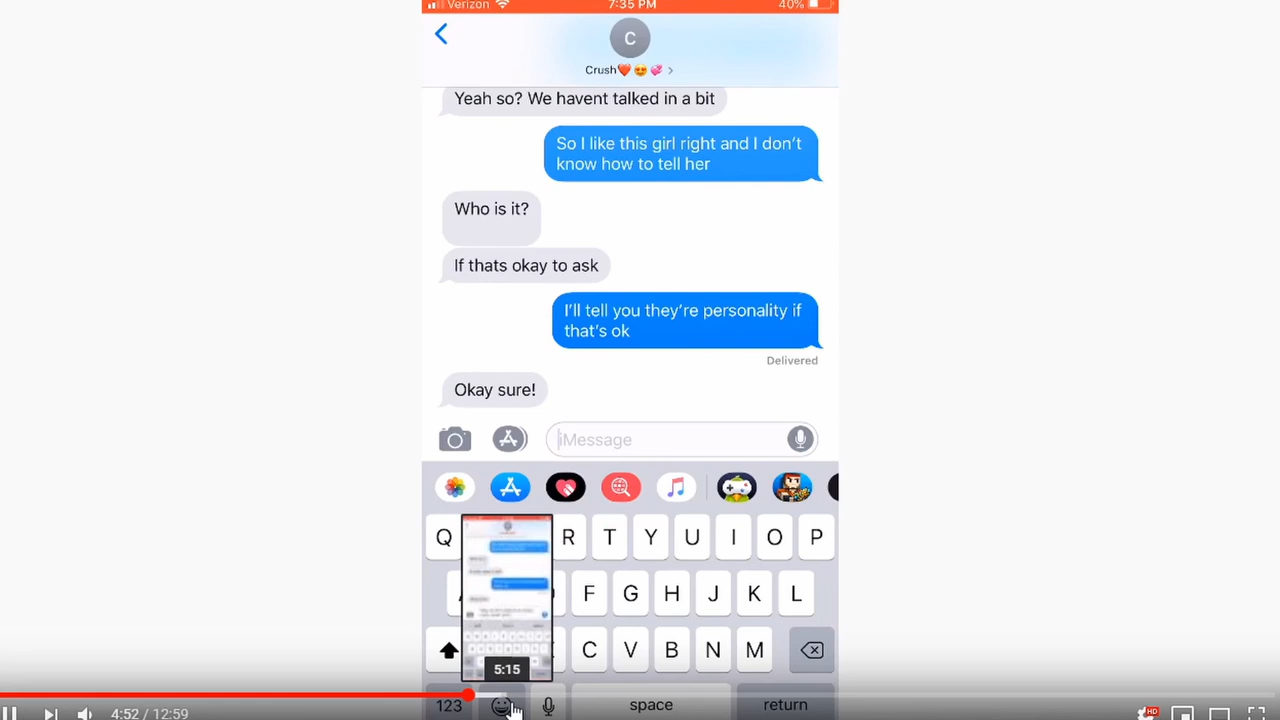 Verizon 7:35 PM 40%
C
Crush❤️😍💞 >
Yeah so? We havent talked in a bit
So I like this girl right and I don't
know how to tell her
Who is it?
If thats okay to ask
I'll tell you they're personality if
that's ok
Delivered
Okay sure!
iMessage
Q R T Y U I O P
F G H J K L
C V B N M
5:15
123 space return
4:52 / 12:59 HD